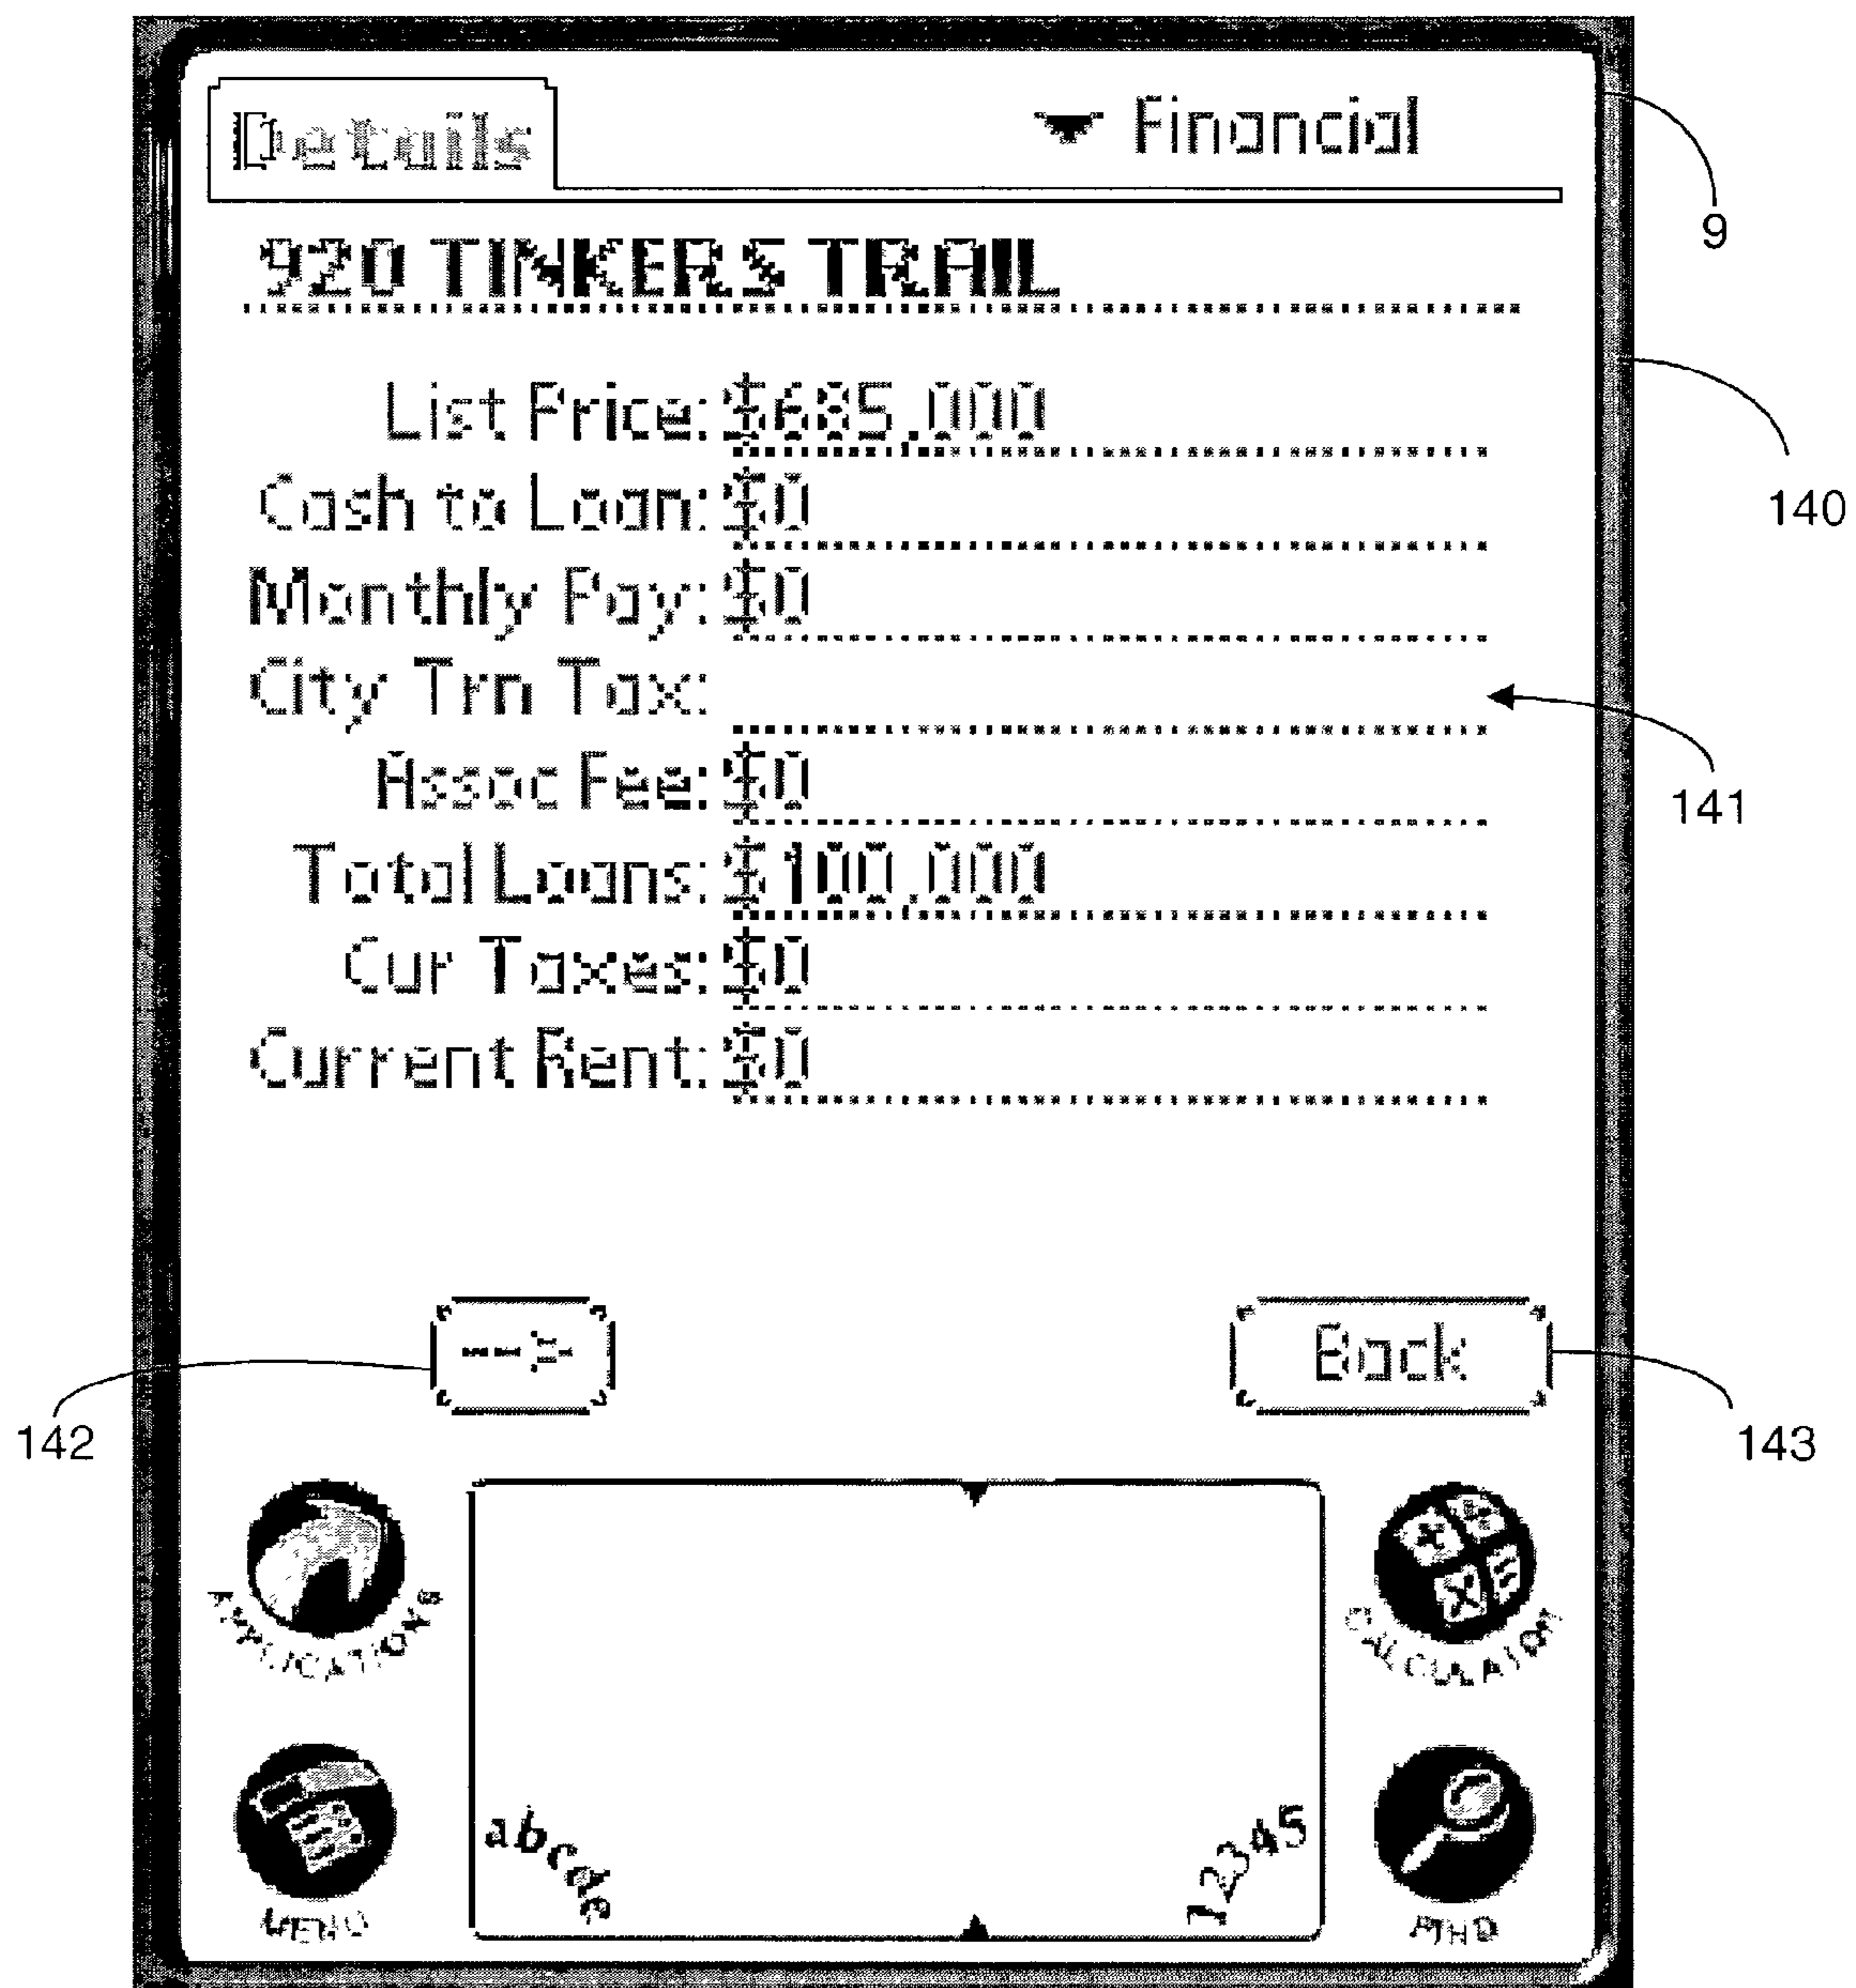 Details Financial
9
920 TINKERS TRAIL
140
List Price: $685,000
Cash to Loan: $0
Monthly Pay: $0
City Trn Tax:
141
Assoc Fee: $0
Total Loans: $100,000
Cur Taxes: $0
Current Rent: $0
--> Back
142 143
APPLICATIONS CALCULATOR
abcde 12345
MENU FIND